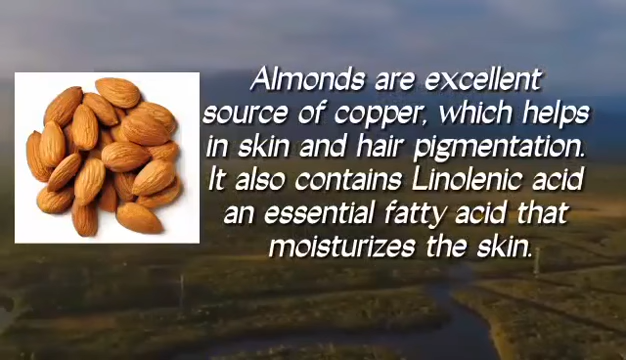 Almonds are excellent
source of copper, which helps
in skin and hair pigmentation.
It also contains Linolenic acid
an essential fatty acid that
moisturizes the skin.